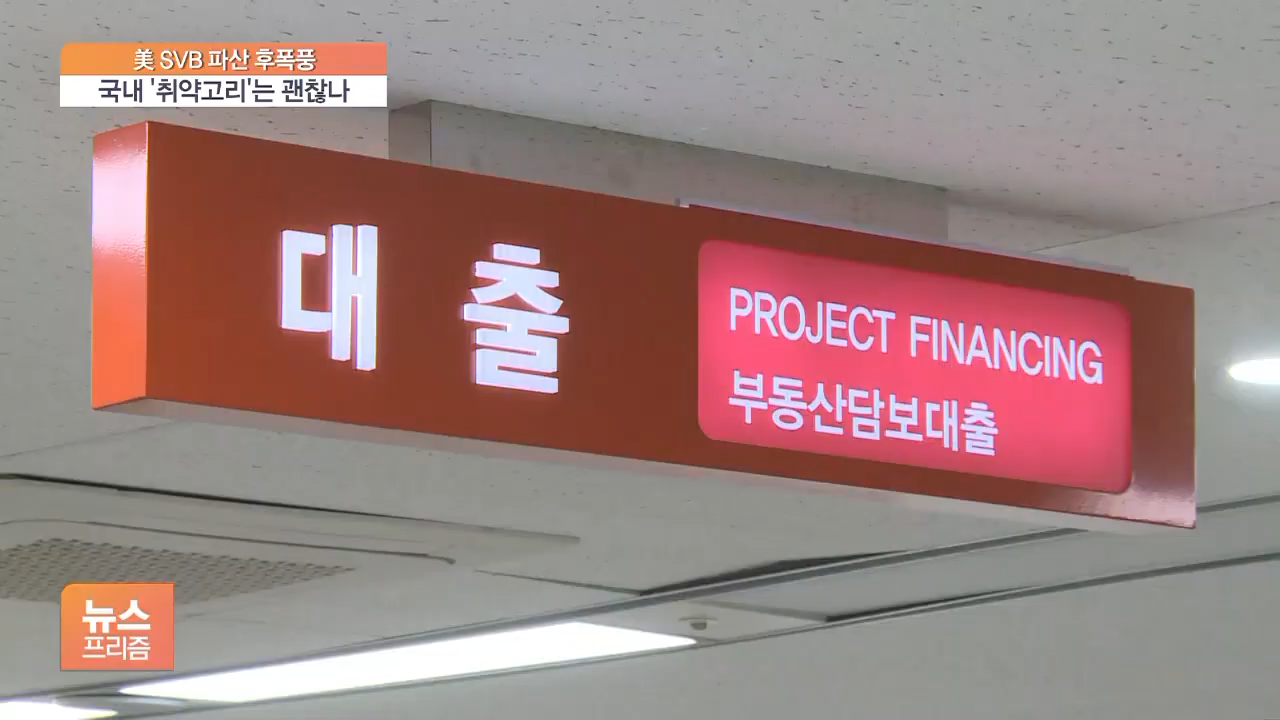 美 SVB 파산 후폭풍
국내 '취약고리'는 괜찮나
대출
PROJECT FINANCING
부동산담보대출
뉴스
프리즘